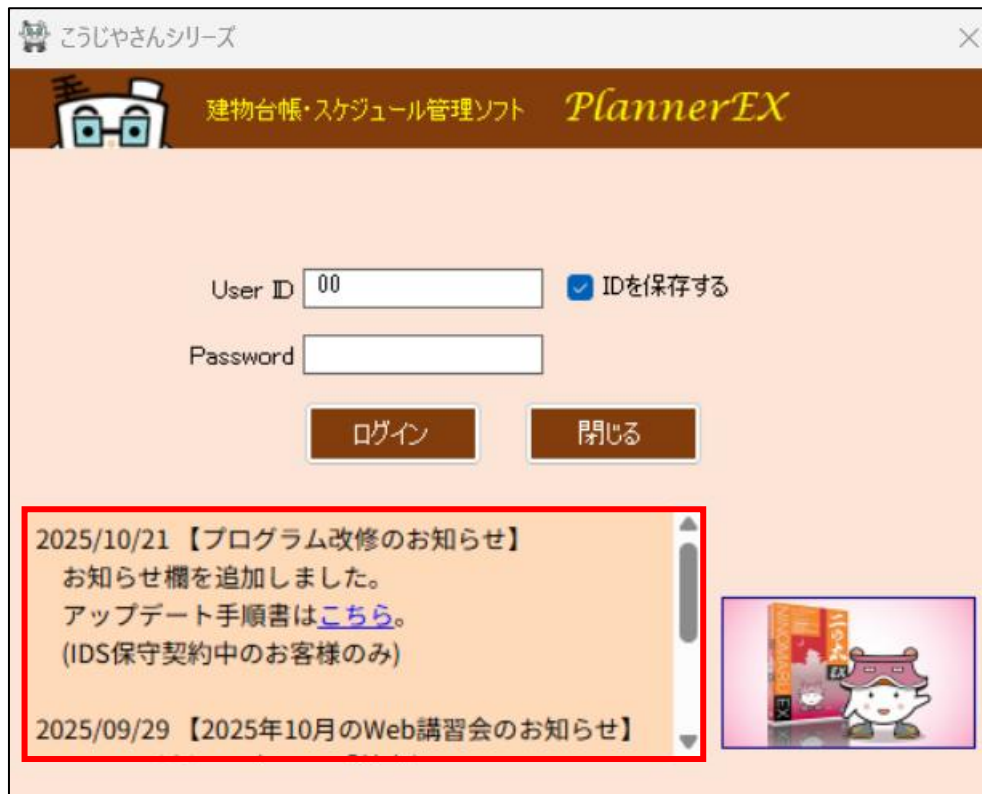 こうじやさんシリーズ
建物台帳・スケジュール管理ソフト PlannerEX
User ID 00 IDを保存する
Password
ログイン 閉じる
2025/10/21 【プログラム改修のお知らせ】
お知らせ欄を追加しました。
アップデート手順書はこちら。
(IDS保守契約中のお客様のみ)
2025/09/29 【2025年10月のWeb講習会のお知らせ】
二の丸
EX
NINOMARU EX